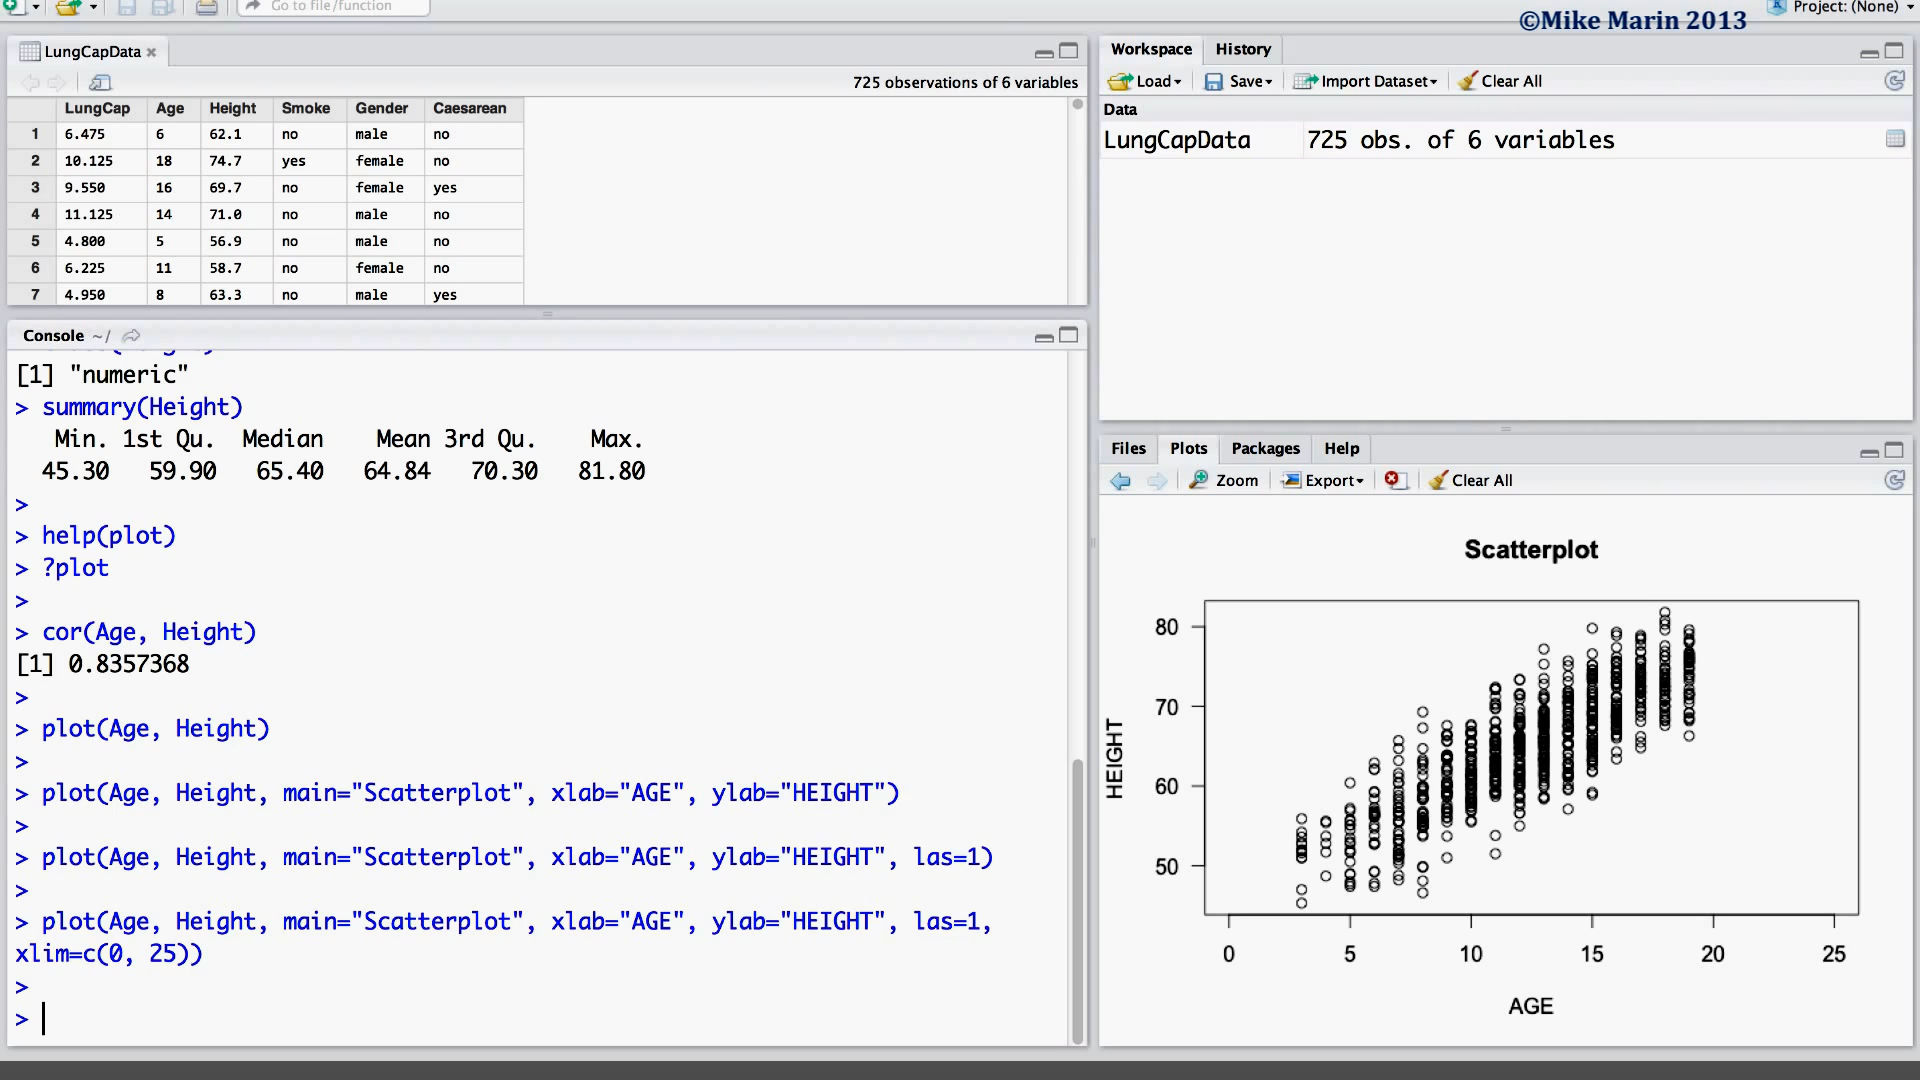 Go to file/function
©Mike Marin 2013
Project: (None)
LungCapData
725 observations of 6 variables
LungCap Age Height Smoke Gender Caesarean
1 6.475 6 62.1 no male no
2 10.125 18 74.7 yes female no
3 9.550 16 69.7 no female yes
4 11.125 14 71.0 no male no
5 4.800 5 56.9 no male no
6 6.225 11 58.7 no female no
7 4.950 8 63.3 no male yes
Console ~/
[1] "numeric"
> summary(Height)
Min. 1st Qu. Median Mean 3rd Qu. Max.
45.30 59.90 65.40 64.84 70.30 81.80
>
> help(plot)
> ?plot
>
> cor(Age, Height)
[1] 0.8357368
>
> plot(Age, Height)
>
> plot(Age, Height, main="Scatterplot", xlab="AGE", ylab="HEIGHT")
>
> plot(Age, Height, main="Scatterplot", xlab="AGE", ylab="HEIGHT", las=1)
>
> plot(Age, Height, main="Scatterplot", xlab="AGE", ylab="HEIGHT", las=1,
xlim=c(0, 25))
>
>
Workspace History
Load Save Import Dataset Clear All
Data
LungCapData 725 obs. of 6 variables
Files Plots Packages Help
Zoom Export Clear All
Scatterplot
80
70
60
50
HEIGHT
0 5 10 15 20 25
AGE